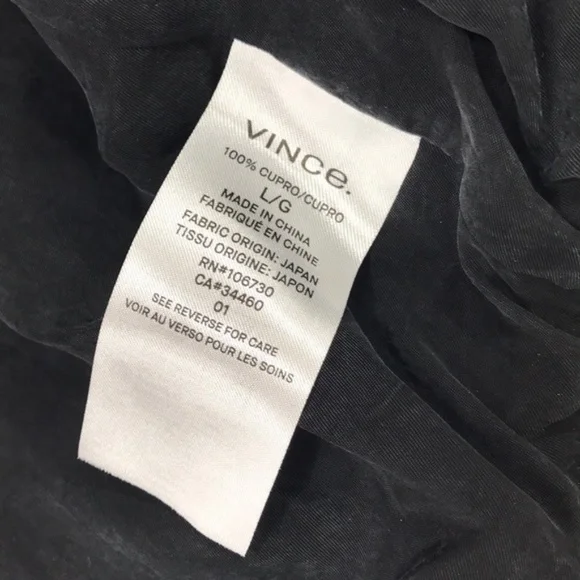 VINCe.
100% CUPRO/CUPRO
L/G
MADE IN CHINA
FABRIQUÉ EN CHINE
FABRIC ORIGIN: JAPAN
TISSU ORIGINE: JAPON
RN#106730
CA#34460
01
SEE REVERSE FOR CARE
VOIR AU VERSO POUR LES SOINS